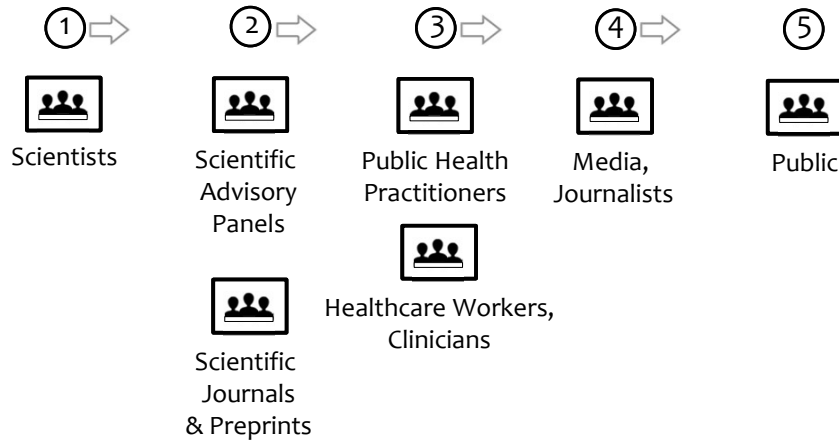 1
2
3
4
5
Scientists
Scientific
Advisory
Panels
Scientific
Journals
& Preprints
Public Health
Practitioners
Healthcare Workers,
Clinicians
Media,
Journalists
Public